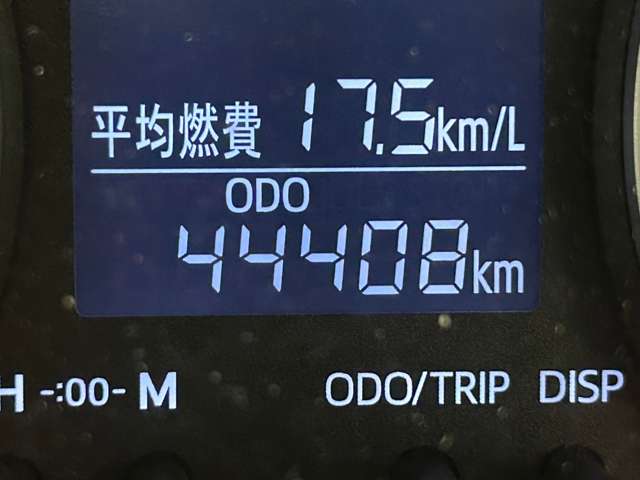 平均燃費 17.5km/L
ODO
44408km
H -:00- M ODO/TRIP DISP